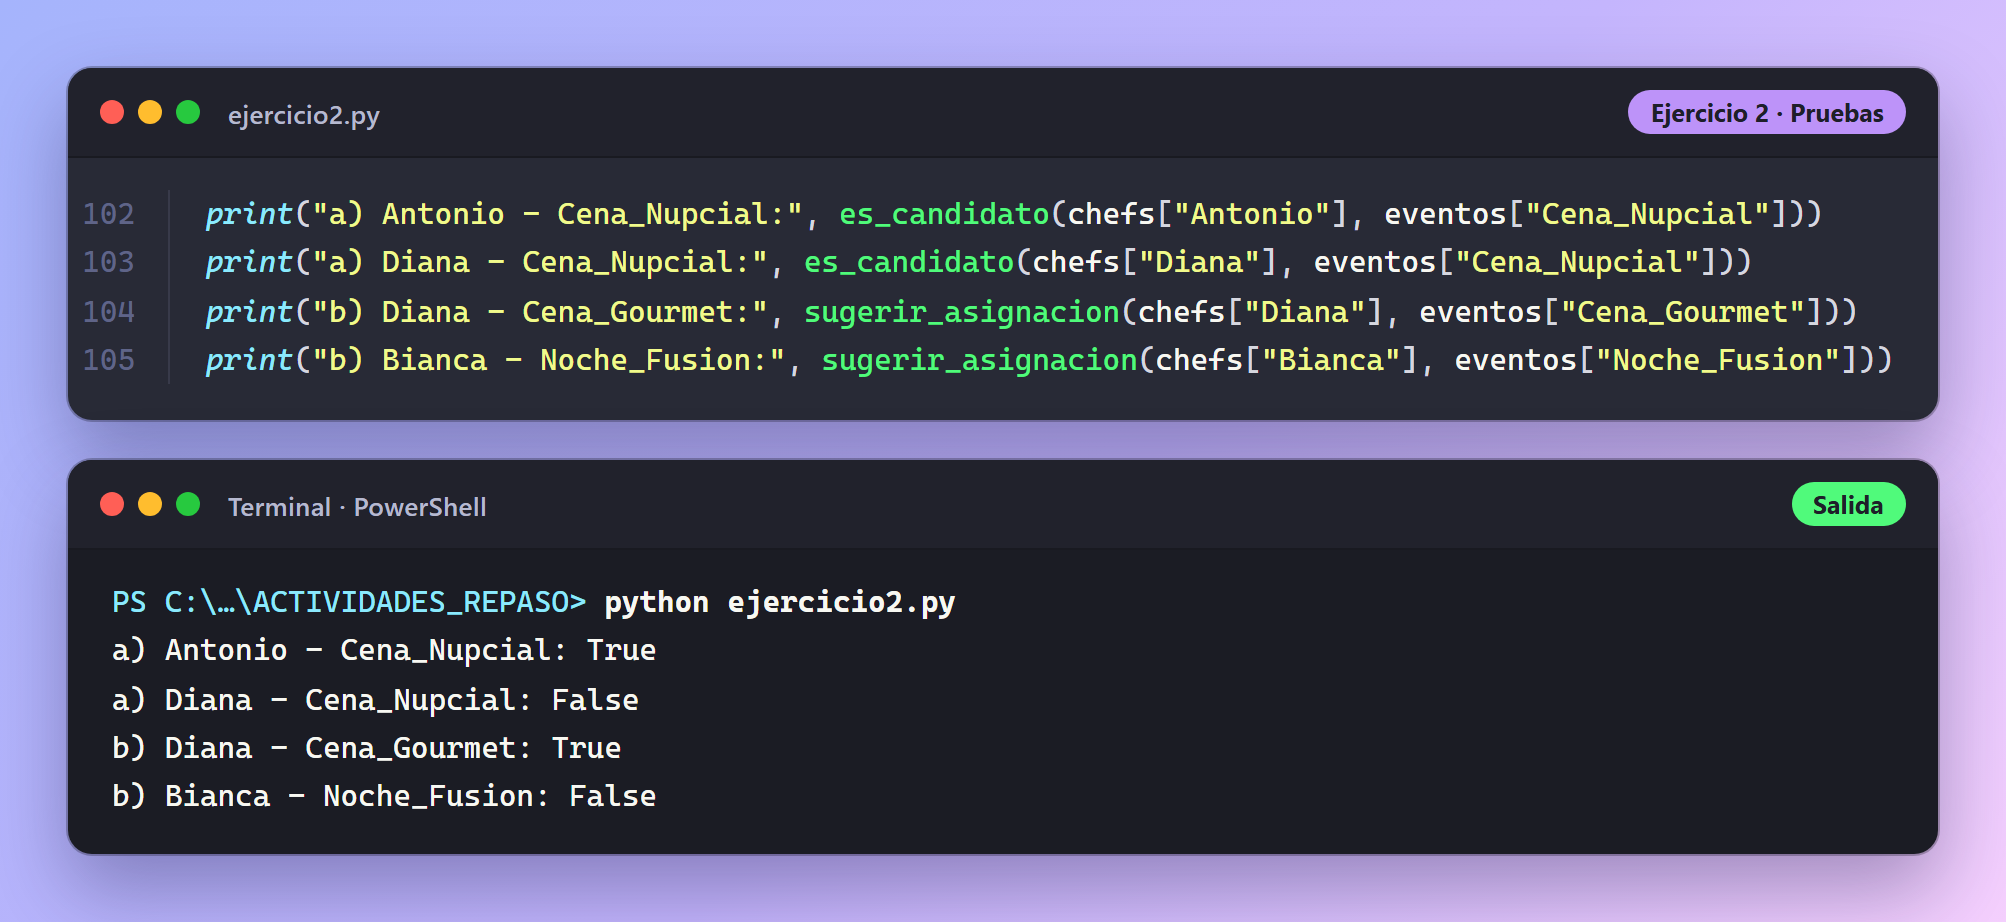 ejercicio2.py
Ejercicio 2 · Pruebas
102 print("a) Antonio - Cena_Nupcial:", es_candidato(chefs["Antonio"], eventos["Cena_Nupcial"]))
103 print("a) Diana - Cena_Nupcial:", es_candidato(chefs["Diana"], eventos["Cena_Nupcial"]))
104 print("b) Diana - Cena_Gourmet:", sugerir_asignacion(chefs["Diana"], eventos["Cena_Gourmet"]))
105 print("b) Bianca - Noche_Fusion:", sugerir_asignacion(chefs["Bianca"], eventos["Noche_Fusion"]))
Terminal · PowerShell
Salida
PS C:\…\ACTIVIDADES_REPASO> python ejercicio2.py
a) Antonio - Cena_Nupcial: True
a) Diana - Cena_Nupcial: False
b) Diana - Cena_Gourmet: True
b) Bianca - Noche_Fusion: False